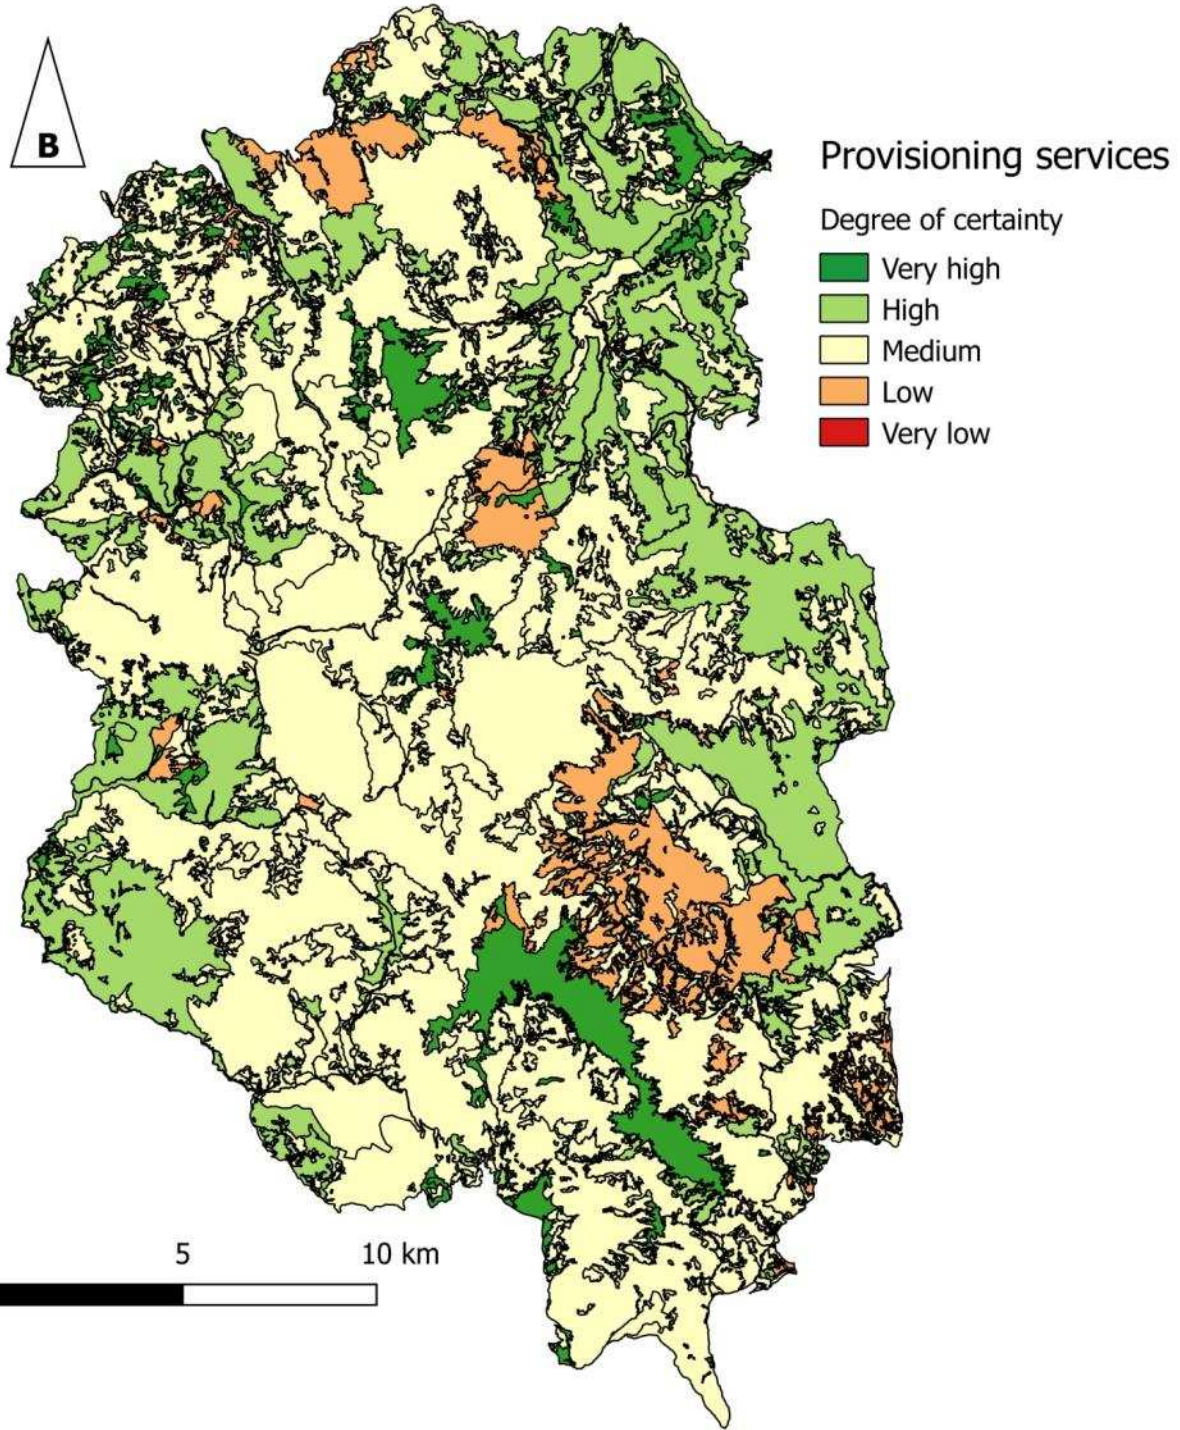 B
Provisioning services
Degree of certainty
Very high
High
Medium
Low
Very low
5 10 km